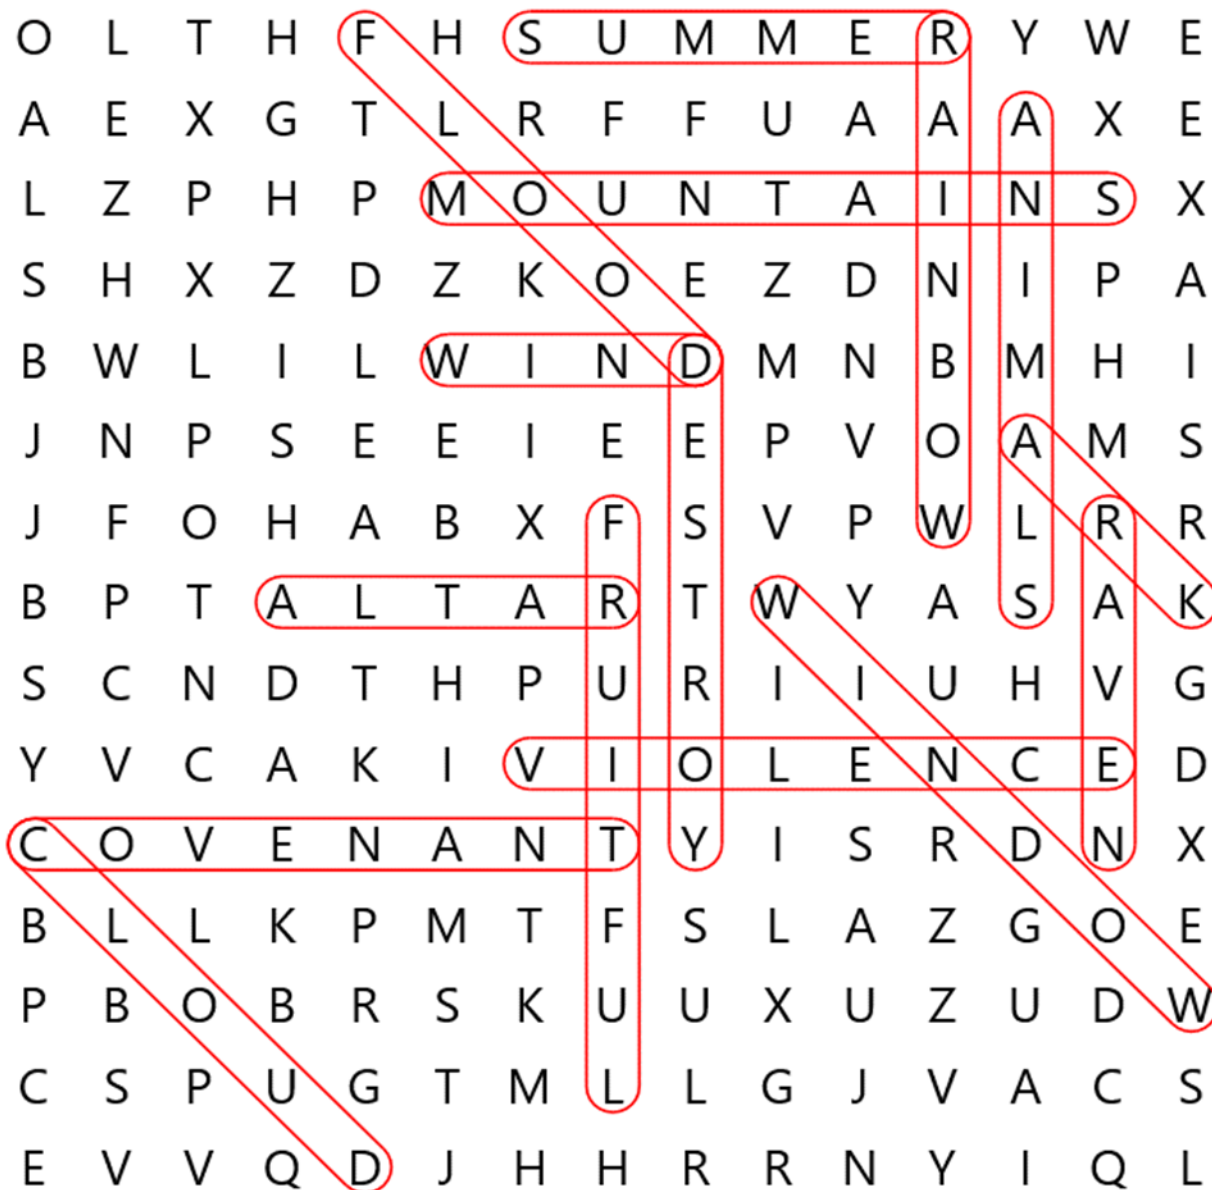 O L T H F H S U M M E R Y W E
A E X G T L R F F U A A A X E
L Z P H P M O U N T A I N S X
S H X Z D Z K O E Z D N I P A
B W L I L W I N D M N B M H I
J N P S E E I E E P V O A M S
J F O H A B X F S V P W L R R
B P T A L T A R T W Y A S A K
S C N D T H P U R I I U H V G
Y V C A K I V I O L E N C E D
C O V E N A N T Y I S R D N X
B L L K P M T F S L A Z G O E
P B O B R S K U U X U Z U D W
C S P U G T M L L G J V A C S
E V V Q D J H H R R N Y I Q L